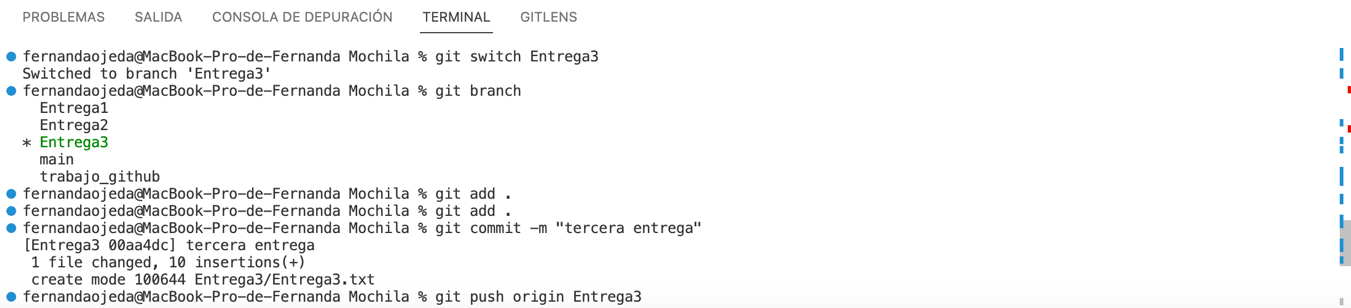 PROBLEMAS SALIDA CONSOLA DE DEPURACIÓN TERMINAL GITLENS
fernandaojeda@MacBook-Pro-de-Fernanda Mochila % git switch Entrega3
Switched to branch 'Entrega3'
fernandaojeda@MacBook-Pro-de-Fernanda Mochila % git branch
Entrega1
Entrega2
* Entrega3
main
trabajo_github
fernandaojeda@MacBook-Pro-de-Fernanda Mochila % git add .
fernandaojeda@MacBook-Pro-de-Fernanda Mochila % git add .
fernandaojeda@MacBook-Pro-de-Fernanda Mochila % git commit -m "tercera entrega"
[Entrega3 00aa4dc] tercera entrega
1 file changed, 10 insertions(+)
create mode 100644 Entrega3/Entrega3.txt
fernandaojeda@MacBook-Pro-de-Fernanda Mochila % git push origin Entrega3